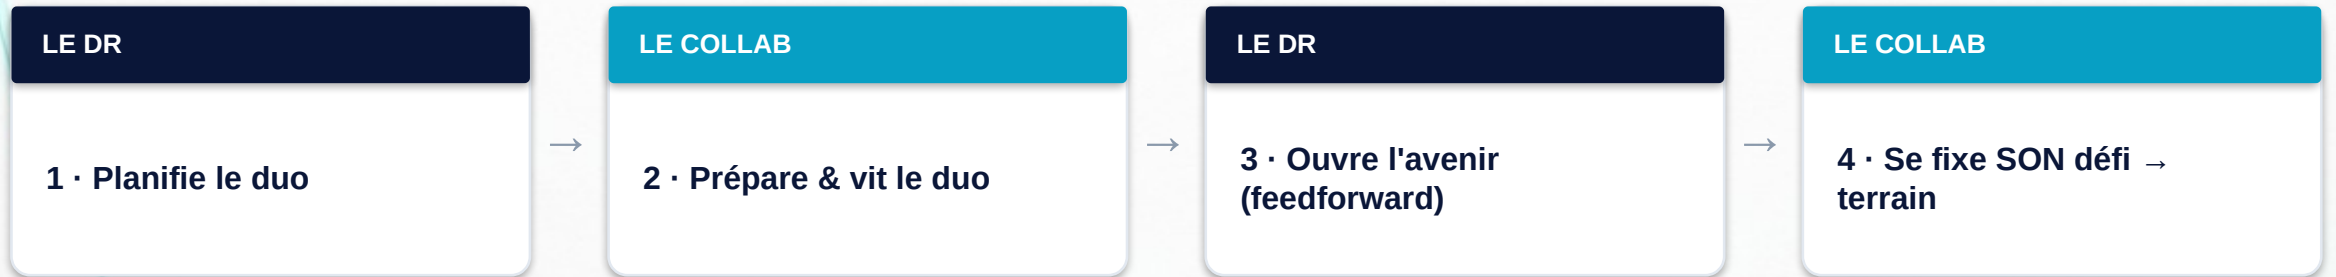 LE DR
1 · Planifie le duo
→
LE COLLAB
2 · Prépare & vit le duo
→
LE DR
3 · Ouvre l'avenir
(feedforward)
→
LE COLLAB
4 · Se fixe SON défi →
terrain